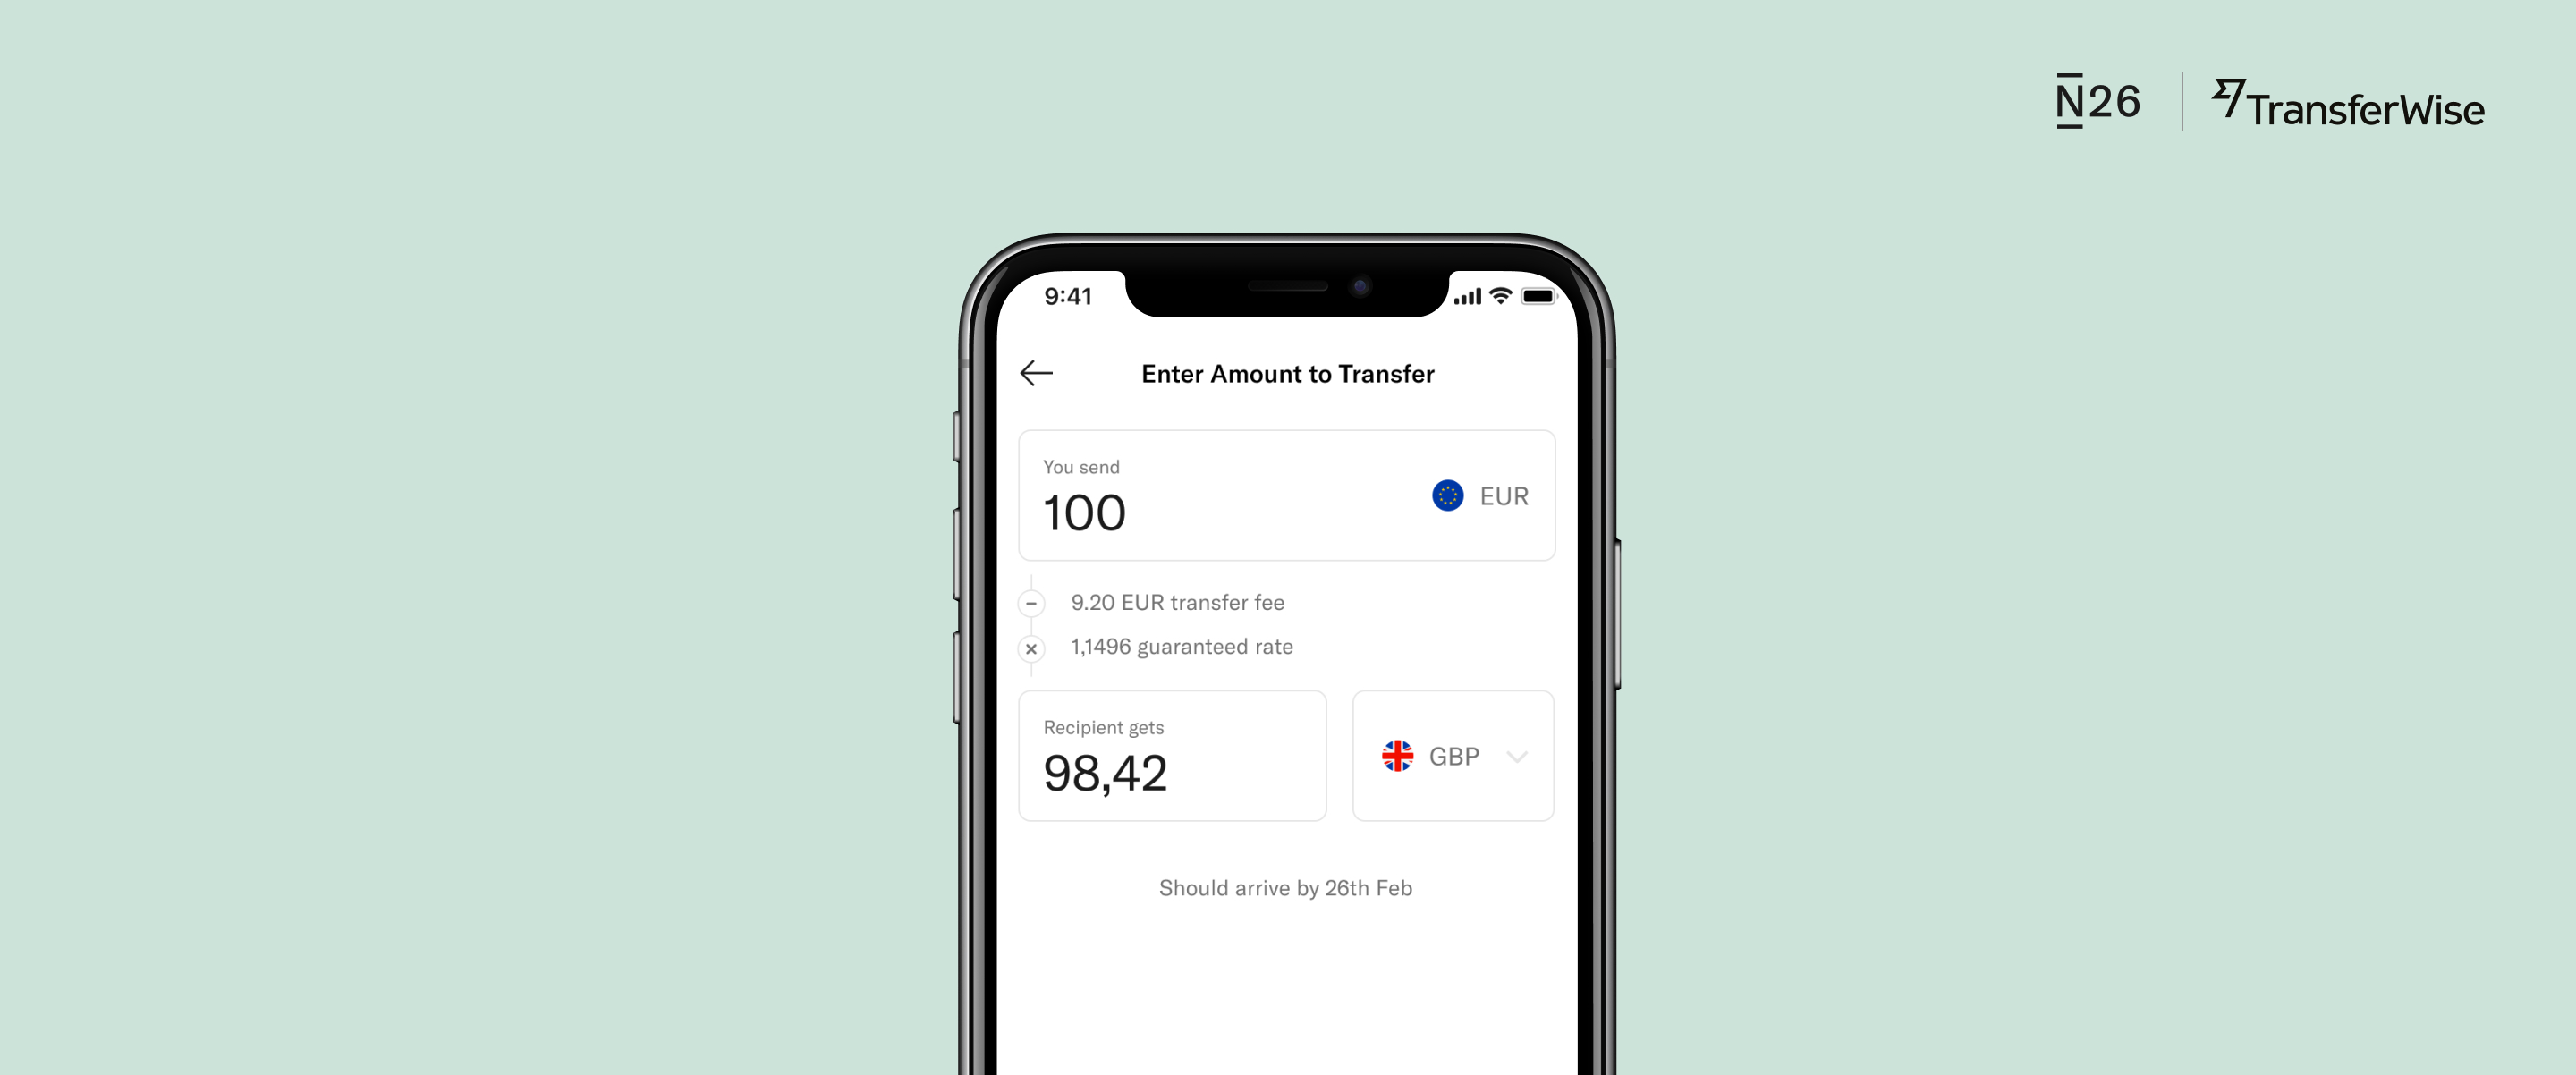 N26 | TransferWise
9:41
Enter Amount to Transfer
You send
100
EUR
9.20 EUR transfer fee
1,1496 guaranteed rate
Recipient gets
98,42
GBP
Should arrive by 26th Feb